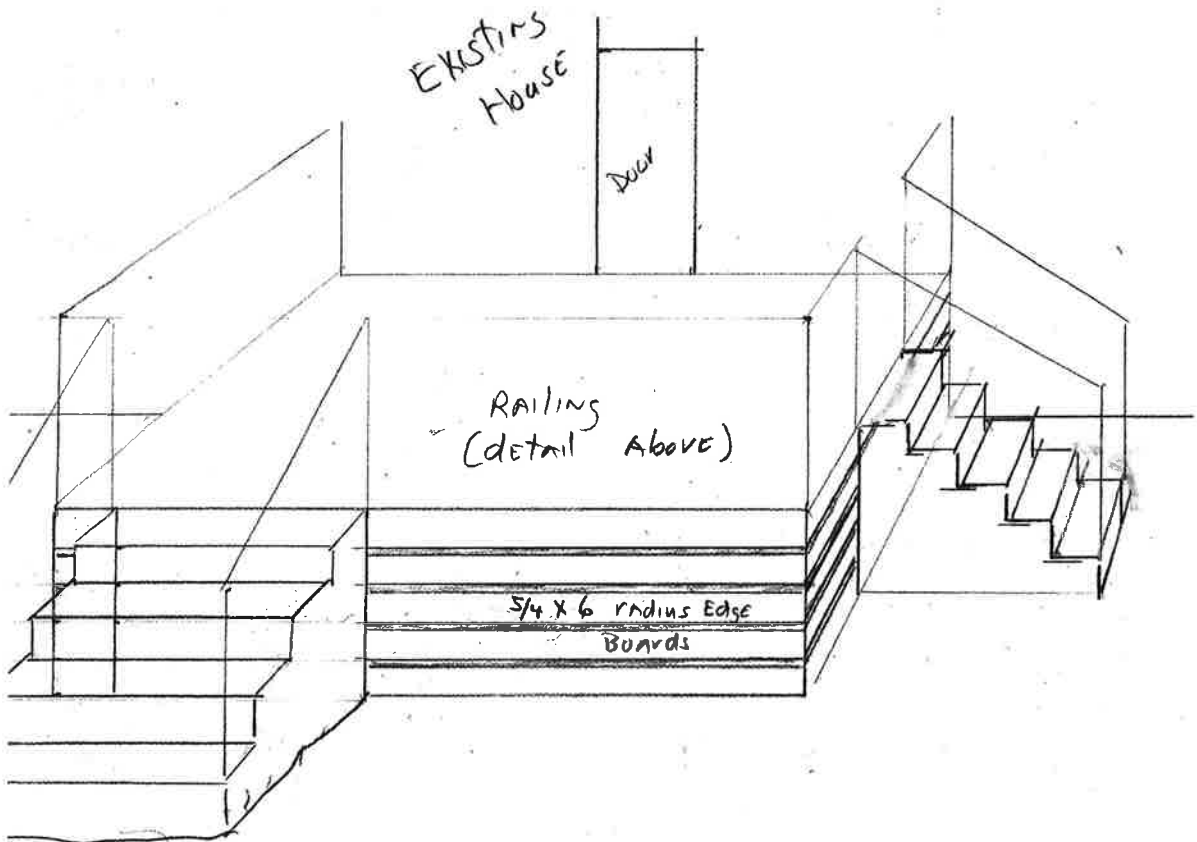 Existing
House
Door
Railing
(detail Above)
5/4 x 6 radius Edge
Boards